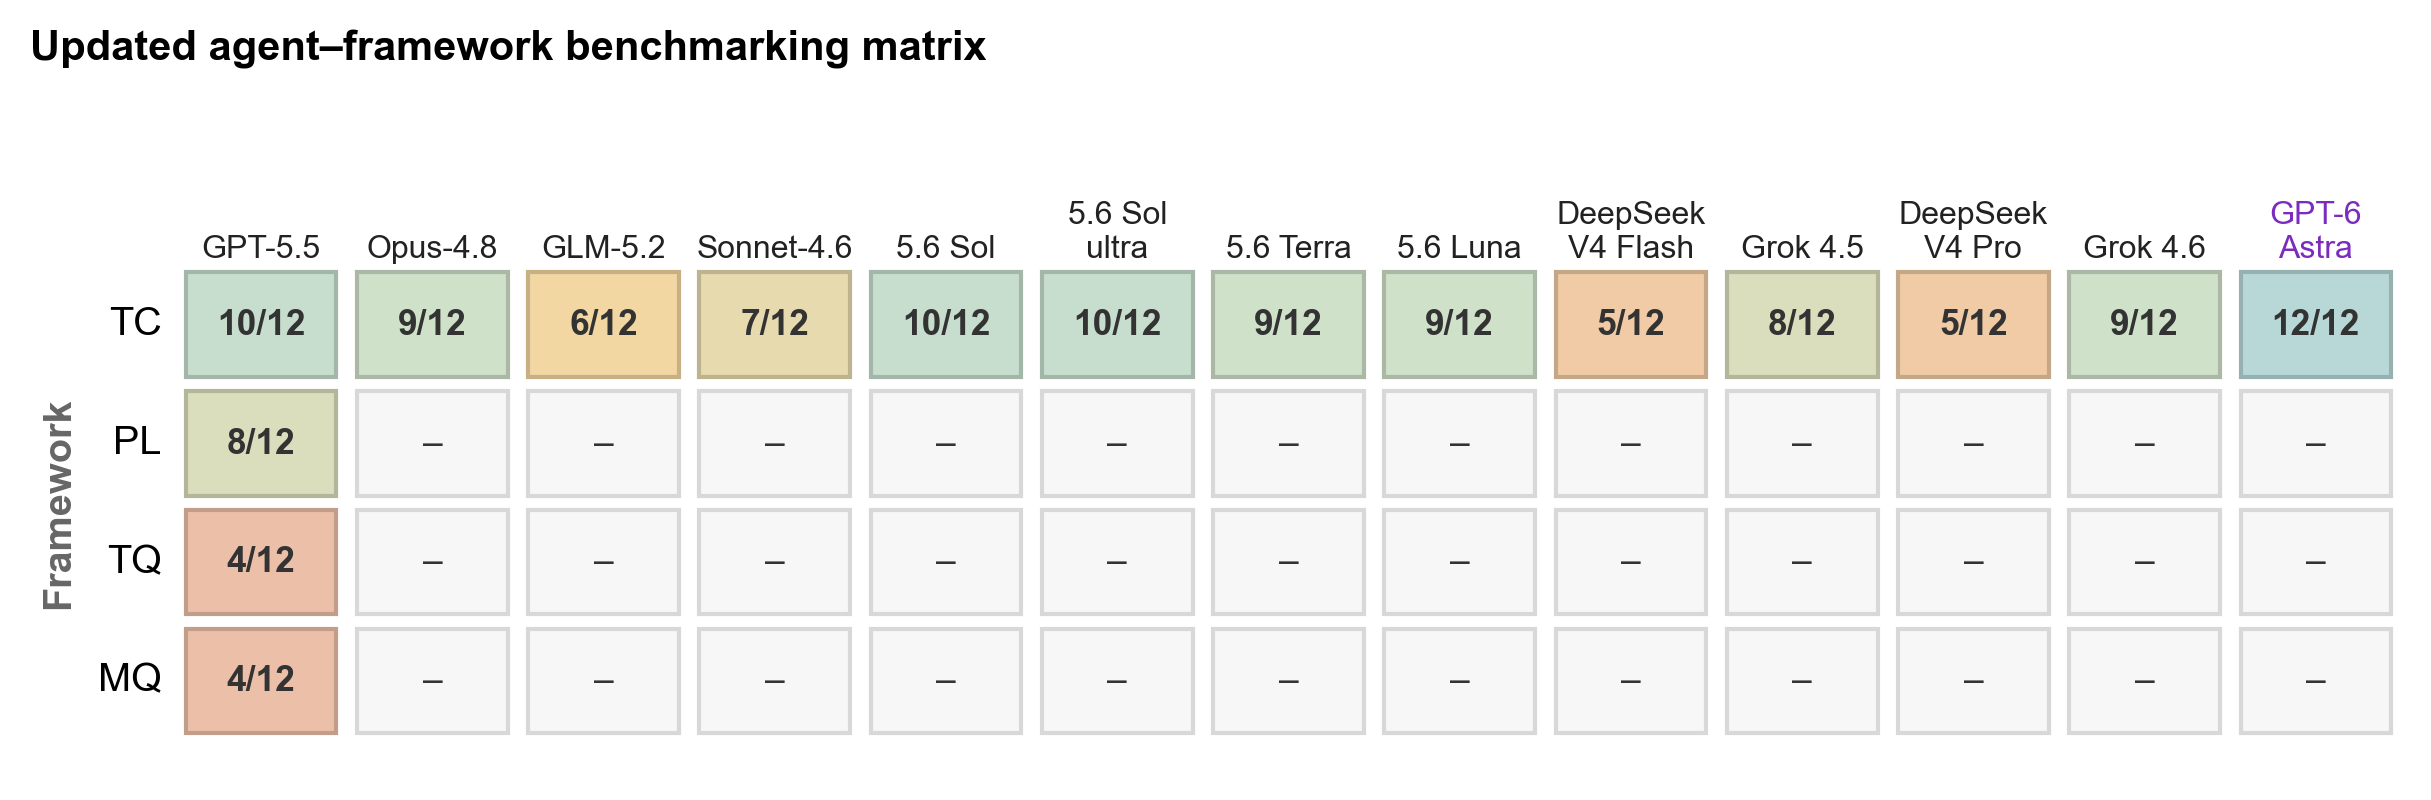 Updated agent–framework benchmarking matrix
GPT-5.5 Opus-4.8 GLM-5.2 Sonnet-4.6 5.6 Sol 5.6 Sol ultra 5.6 Terra 5.6 Luna DeepSeek V4 Flash Grok 4.5 DeepSeek V4 Pro Grok 4.6 GPT-6 Astra
Framework
TC 10/12 9/12 6/12 7/12 10/12 10/12 9/12 9/12 5/12 8/12 5/12 9/12 12/12
PL 8/12 – – – – – – – – – – – –
TQ 4/12 – – – – – – – – – – – –
MQ 4/12 – – – – – – – – – – – –